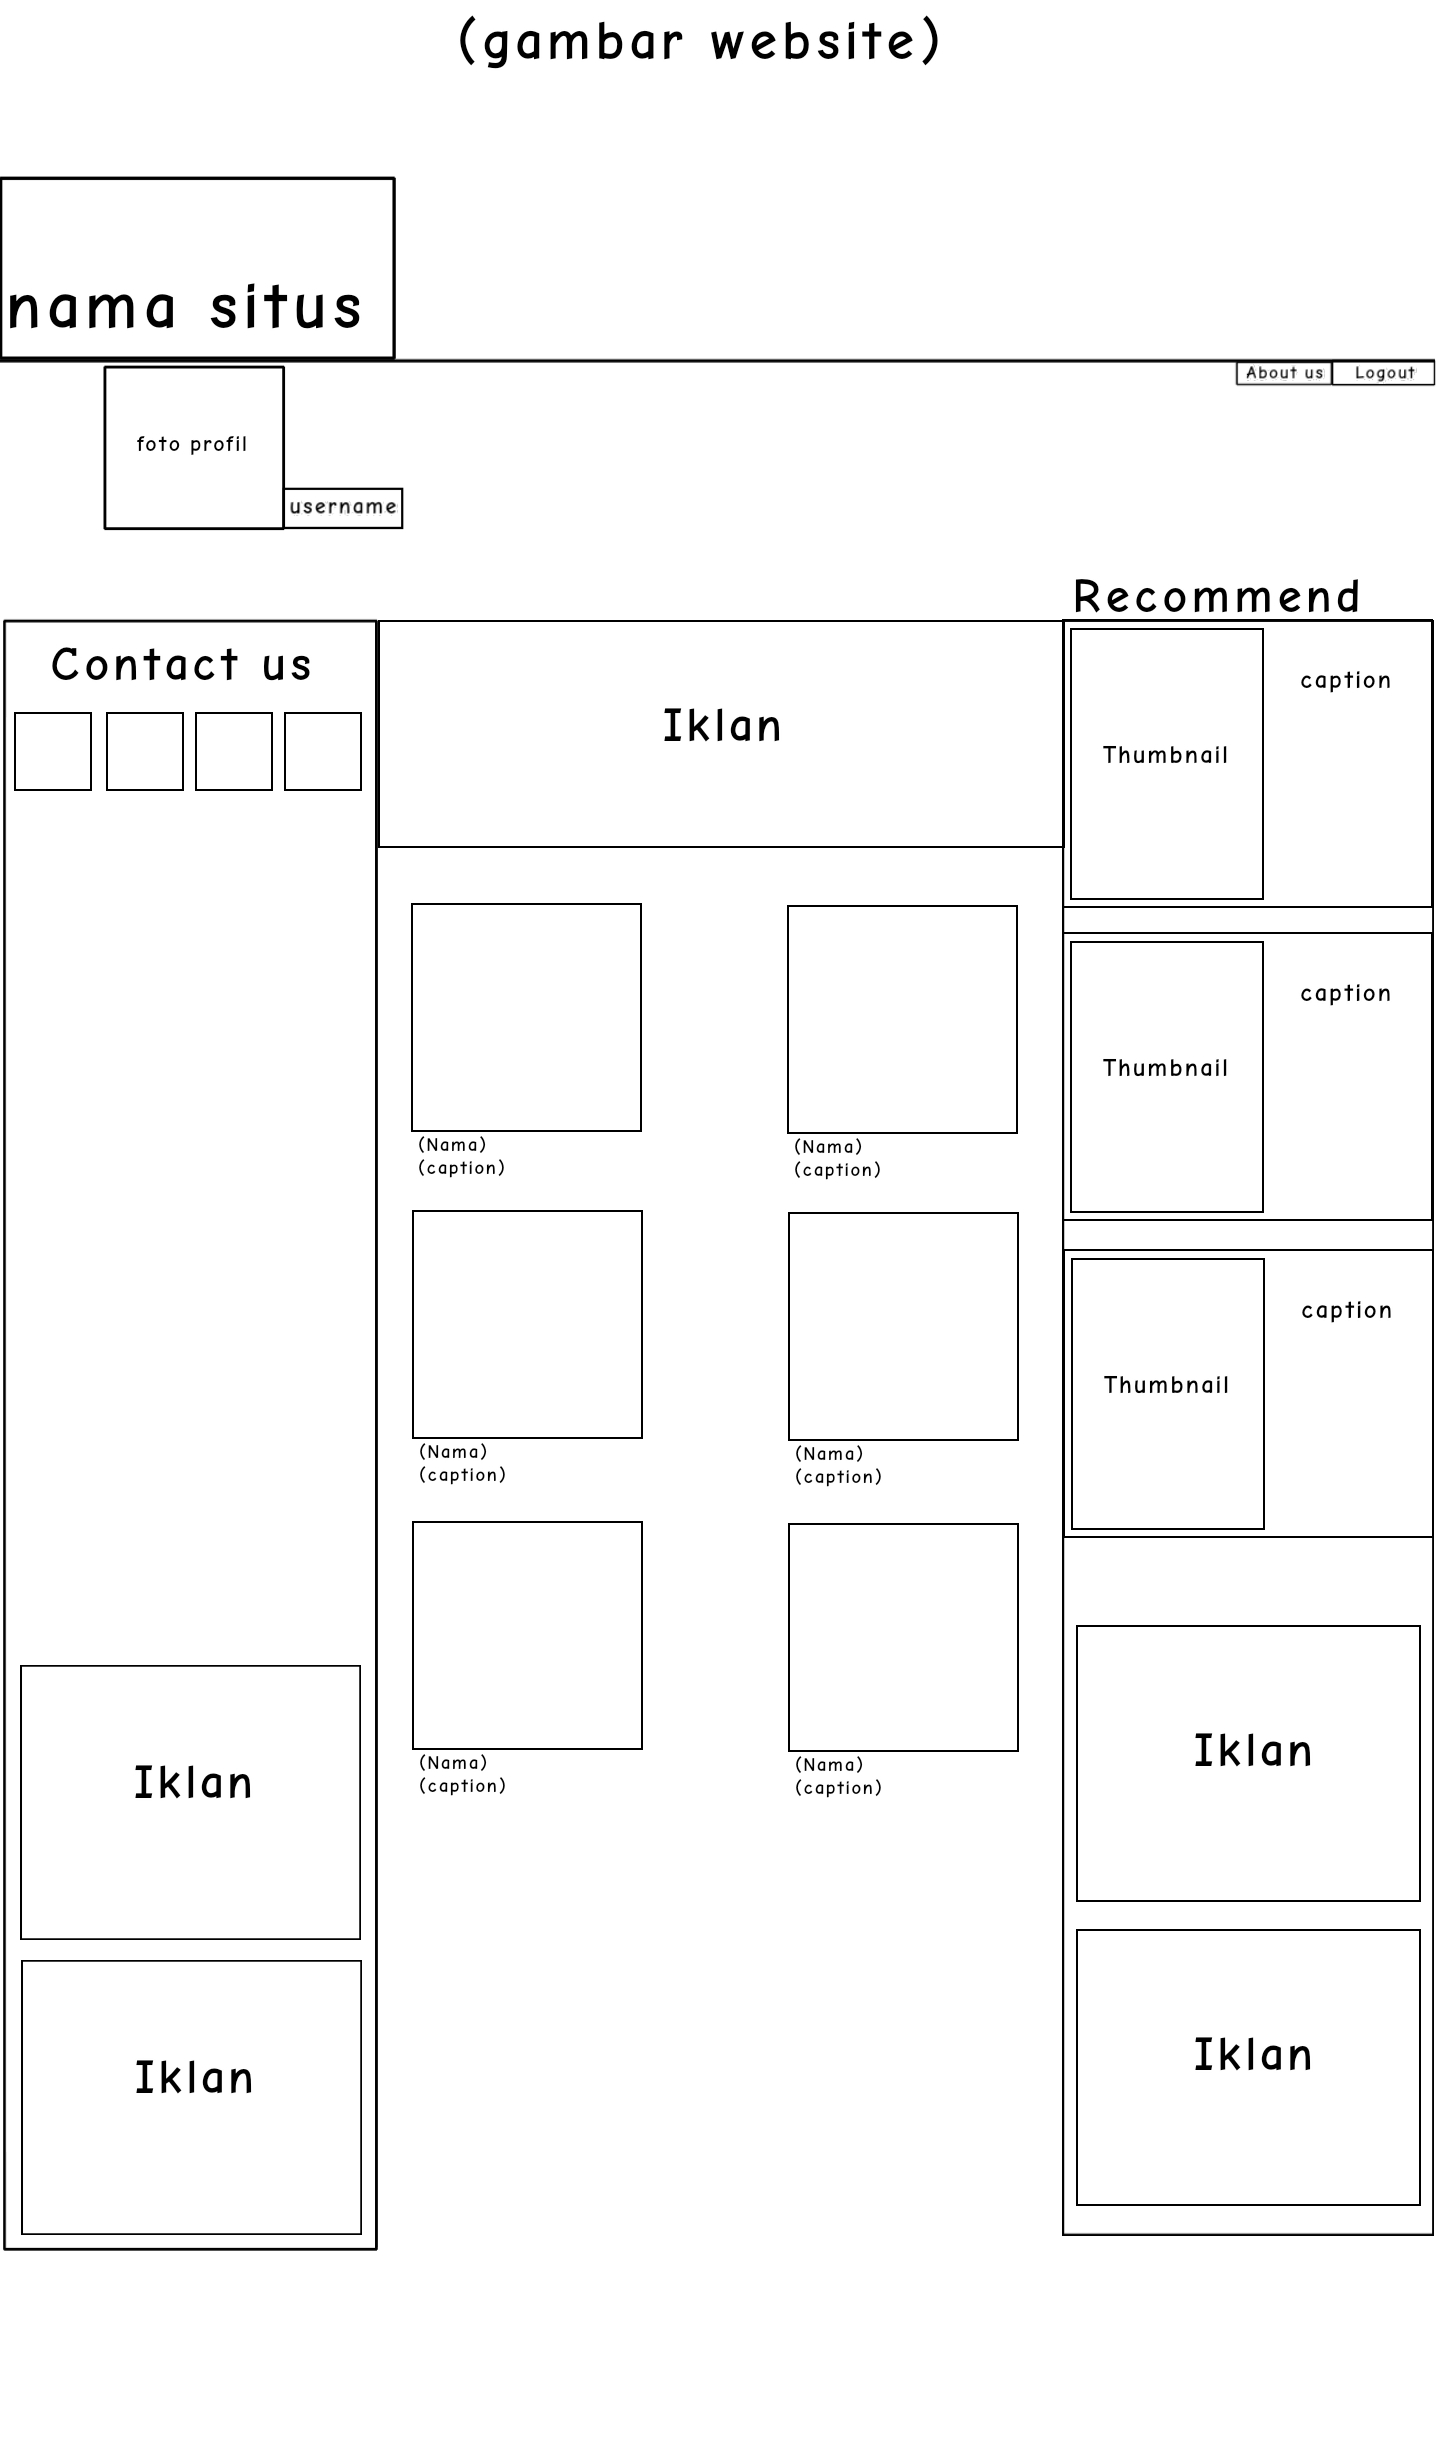 (gambar website)
nama situs
About us
Logout
foto profil
username
Recommend
Contact us
Iklan
Thumbnail
caption
Thumbnail
caption
Thumbnail
caption
(Nama)
(caption)
(Nama)
(caption)
(Nama)
(caption)
(Nama)
(caption)
(Nama)
(caption)
(Nama)
(caption)
Iklan
Iklan
Iklan
Iklan